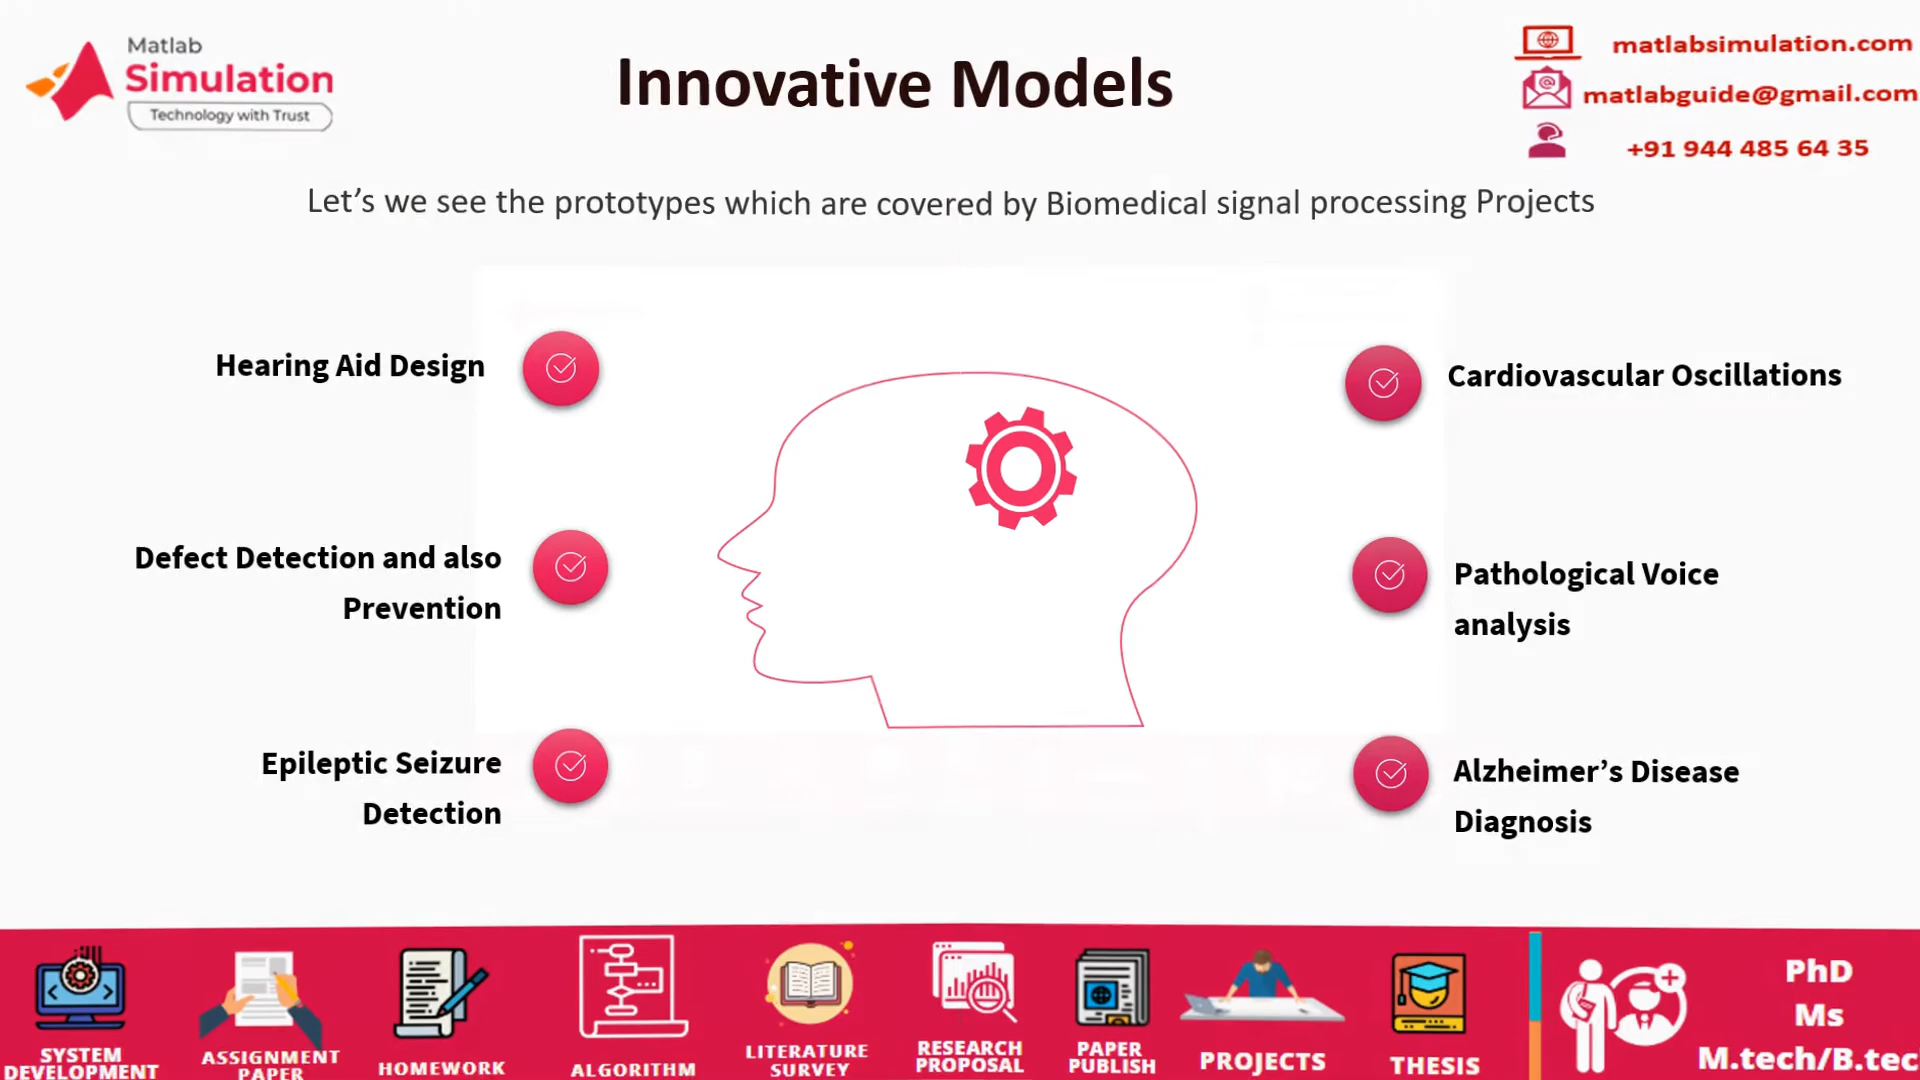 Matlab
Simulation
Technology with Trust
Innovative Models
matlabsimulation.com
matlabguide@gmail.com
+91 944 485 64 35
Let's we see the prototypes which are covered by Biomedical signal processing Projects
Hearing Aid Design
Defect Detection and also
Prevention
Epileptic Seizure
Detection
Cardiovascular Oscillations
Pathological Voice
analysis
Alzheimer's Disease
Diagnosis
SYSTEM
DEVELOPMENT
ASSIGNMENT
PAPER
HOMEWORK
ALGORITHM
LITERATURE
SURVEY
RESEARCH
PROPOSAL
PAPER
PUBLISH
PROJECTS
THESIS
PhD
Ms
M.tech/B.tec